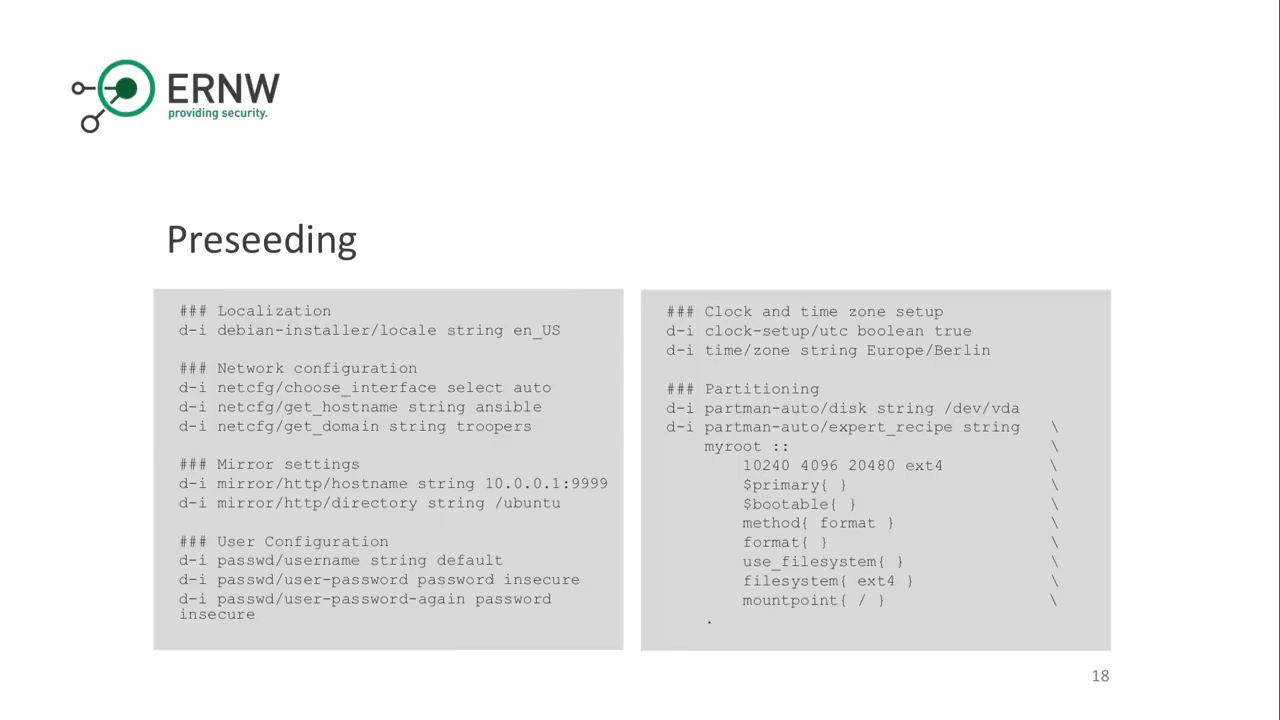 ERNW
providing security.
Preseeding
### Localization
d-i debian-installer/locale string en_US
### Network configuration
d-i netcfg/choose_interface select auto
d-i netcfg/get_hostname string ansible
d-i netcfg/get_domain string troopers
### Mirror settings
d-i mirror/http/hostname string 10.0.0.1:9999
d-i mirror/http/directory string /ubuntu
### User Configuration
d-i passwd/username string default
d-i passwd/user-password password insecure
d-i passwd/user-password-again password
insecure
### Clock and time zone setup
d-i clock-setup/utc boolean true
d-i time/zone string Europe/Berlin
### Partitioning
d-i partman-auto/disk string /dev/vda
d-i partman-auto/expert_recipe string \
myroot :: \
10240 4096 20480 ext4 \
$primary{ } \
$bootable{ } \
method{ format } \
format{ } \
use_filesystem{ } \
filesystem{ ext4 } \
mountpoint{ / } \
.
18